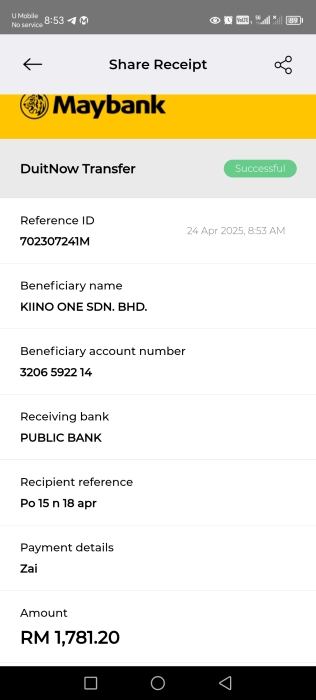 U Mobile
No service 8:53
89
Share Receipt
Maybank
DuitNow Transfer
Successful
Reference ID
24 Apr 2025, 8:53 AM
702307241M
Beneficiary name
KIINO ONE SDN. BHD.
Beneficiary account number
3206 5922 14
Receiving bank
PUBLIC BANK
Recipient reference
Po 15 n 18 apr
Payment details
Zai
Amount
RM 1,781.20